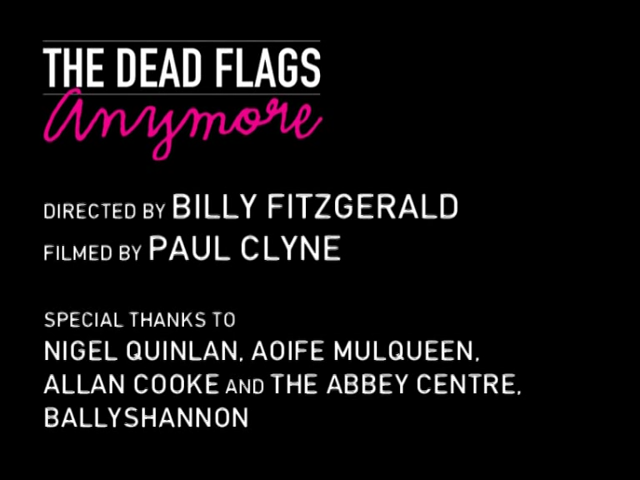 THE DEAD FLAGS
Anymore
DIRECTED BY BILLY FITZGERALD
FILMED BY PAUL CLYNE
SPECIAL THANKS TO
NIGEL QUINLAN, AOIFE MULQUEEN,
ALLAN COOKE AND THE ABBEY CENTRE,
BALLYSHANNON